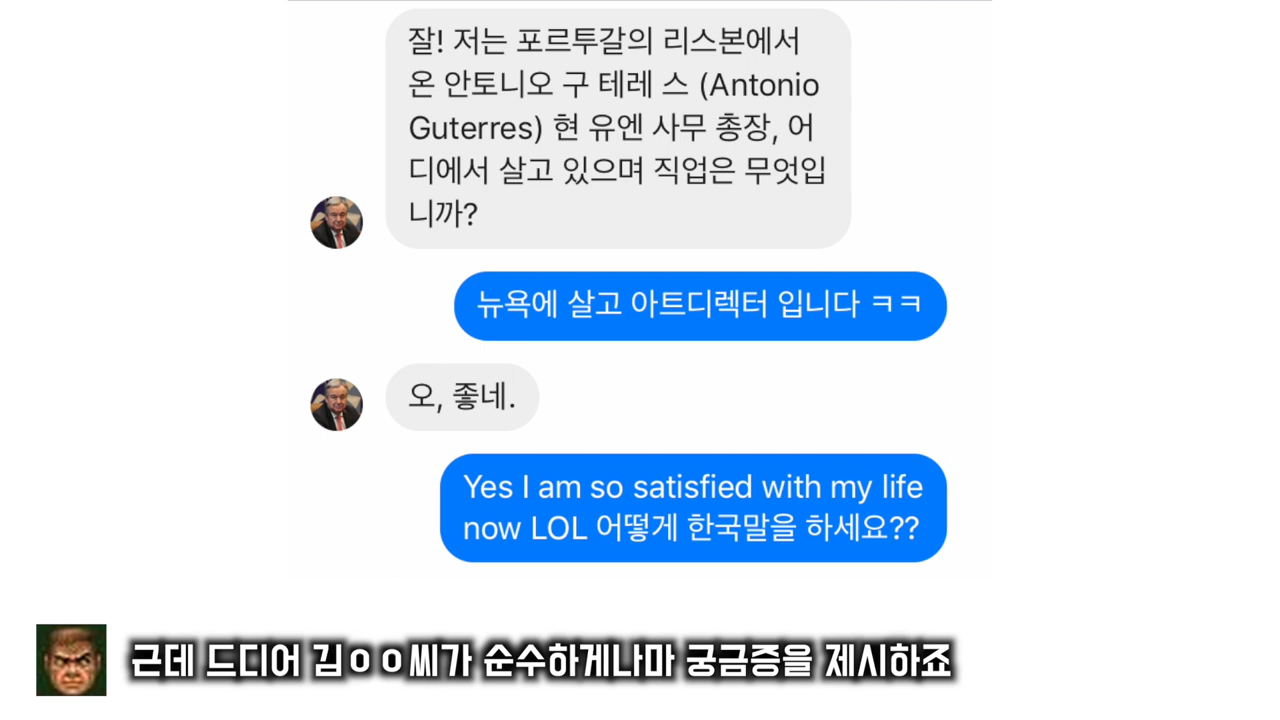 잘! 저는 포르투갈의 리스본에서
온 안토니오 구 테레 스 (Antonio
Guterres) 현 유엔 사무 총장, 어
디에서 살고 있으며 직업은 무엇입
니까?
뉴욕에 살고 아트디렉터 입니다 ㅋㅋ
오, 좋네.
Yes I am so satisfied with my life
now LOL 어떻게 한국말을 하세요??
근데 드디어 김ㅇㅇ씨가 순수하게나마 궁금증을 제시하죠